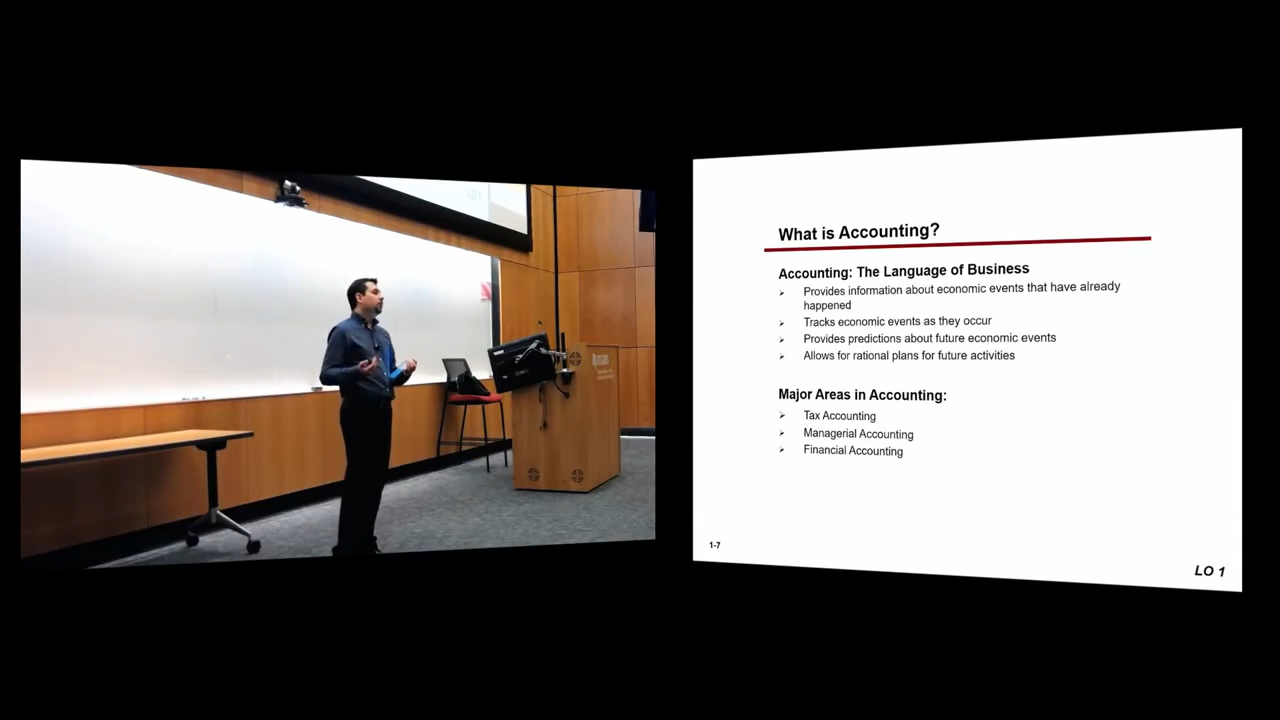 What is Accounting?
Accounting: The Language of Business
Provides information about economic events that have already
happened
Tracks economic events as they occur
Provides predictions about future economic events
Allows for rational plans for future activities
Major Areas in Accounting:
Tax Accounting
Managerial Accounting
Financial Accounting
1-7
LO 1
RUTGERS